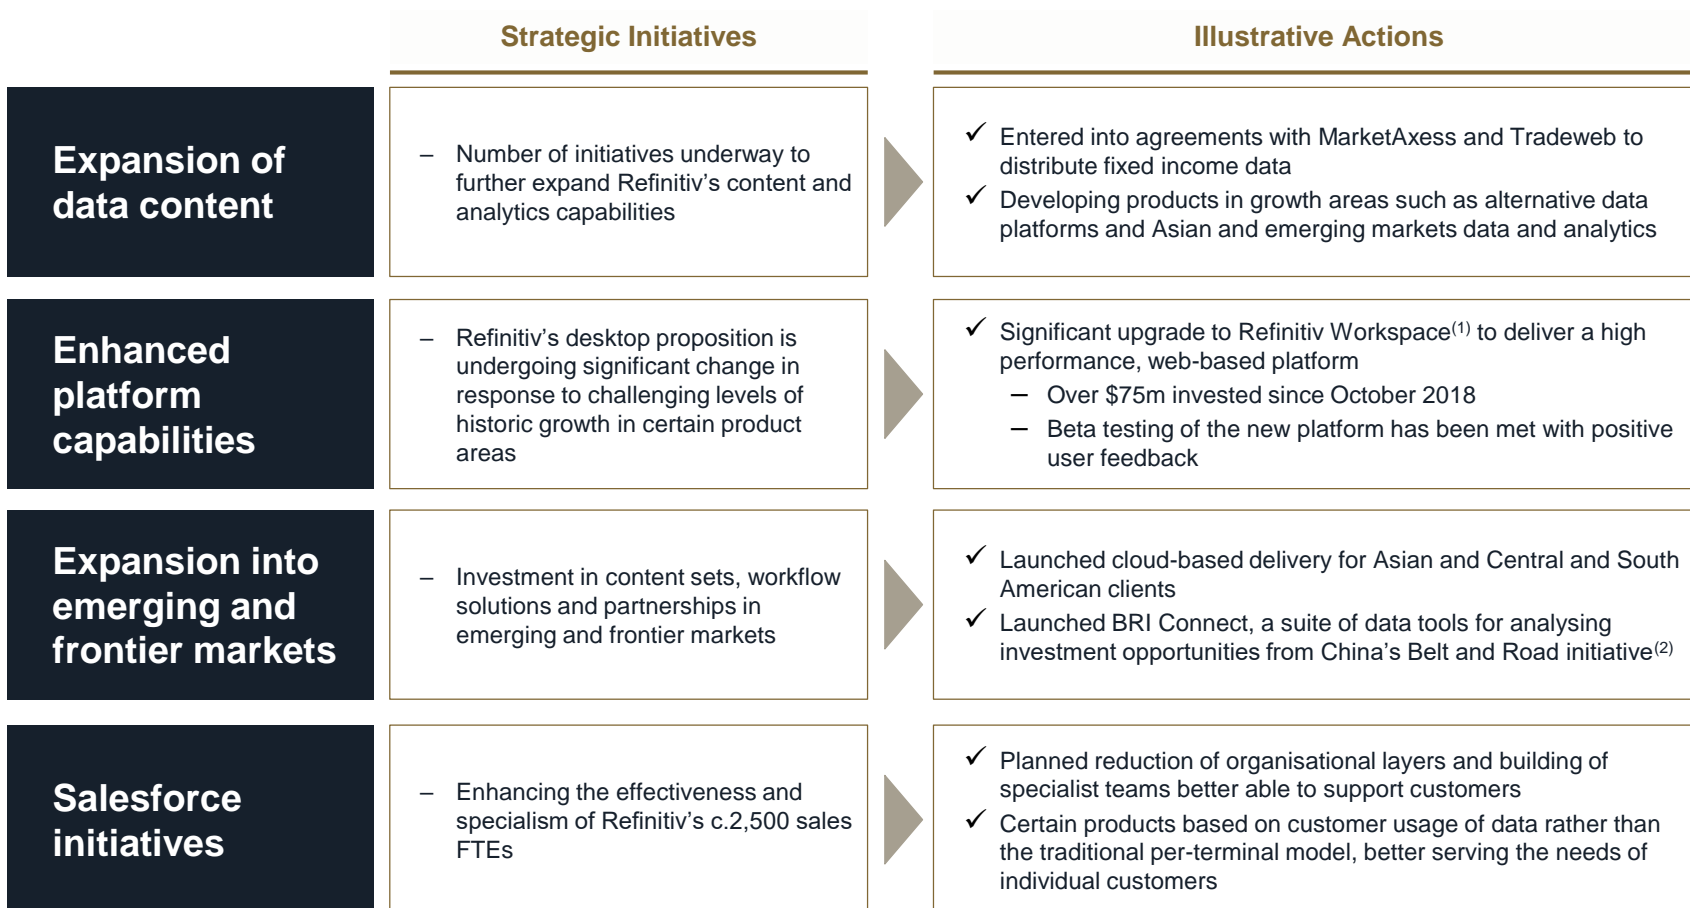 Strategic Initiatives
Illustrative Actions
Expansion of
data content
– Number of initiatives underway to
further expand Refinitiv’s content and
analytics capabilities
✓ Entered into agreements with MarketAxess and Tradeweb to
distribute fixed income data
✓ Developing products in growth areas such as alternative data
platforms and Asian and emerging markets data and analytics
Enhanced
platform
capabilities
– Refinitiv’s desktop proposition is
undergoing significant change in
response to challenging levels of
historic growth in certain product
areas
✓ Significant upgrade to Refinitiv Workspace(1) to deliver a high
performance, web-based platform
– Over $75m invested since October 2018
– Beta testing of the new platform has been met with positive
user feedback
Expansion into
emerging and
frontier markets
– Investment in content sets, workflow
solutions and partnerships in
emerging and frontier markets
✓ Launched cloud-based delivery for Asian and Central and South
American clients
✓ Launched BRI Connect, a suite of data tools for analysing
investment opportunities from China’s Belt and Road initiative(2)
Salesforce
initiatives
– Enhancing the effectiveness and
specialism of Refinitiv’s c.2,500 sales
FTEs
✓ Planned reduction of organisational layers and building of
specialist teams better able to support customers
✓ Certain products based on customer usage of data rather than
the traditional per-terminal model, better serving the needs of
individual customers